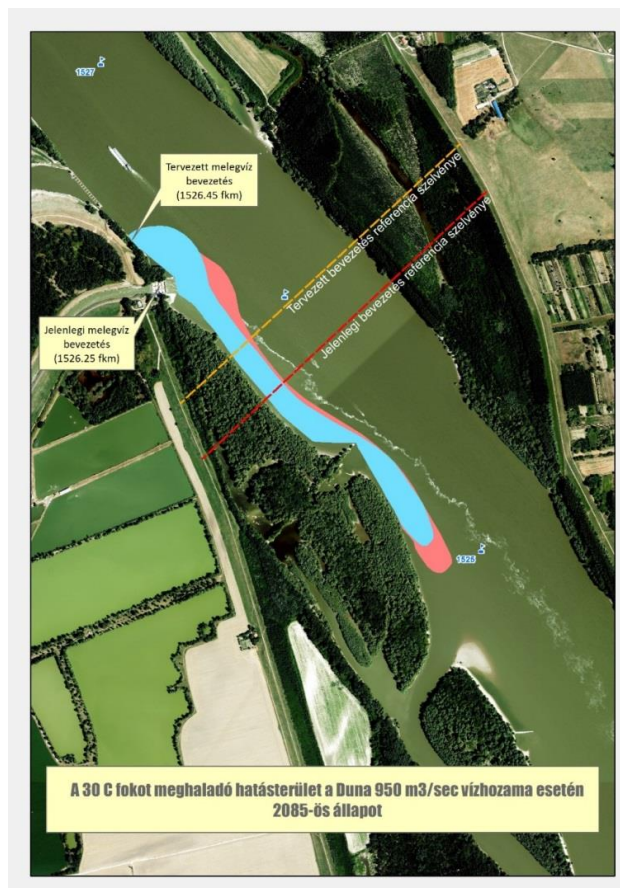 1527
Tervezett melegvíz
bevezetés
(1526.45 fkm)
Tervezett bevezetés referencia szelvénye
Jelenlegi bevezetés referencia szelvénye
Jelenlegi melegvíz
bevezetés
(1526.25 fkm)
1525
A 30 C fokot meghaladó hatásterület a Duna 950 m3/sec vízhozama esetén
2085-ös állapot